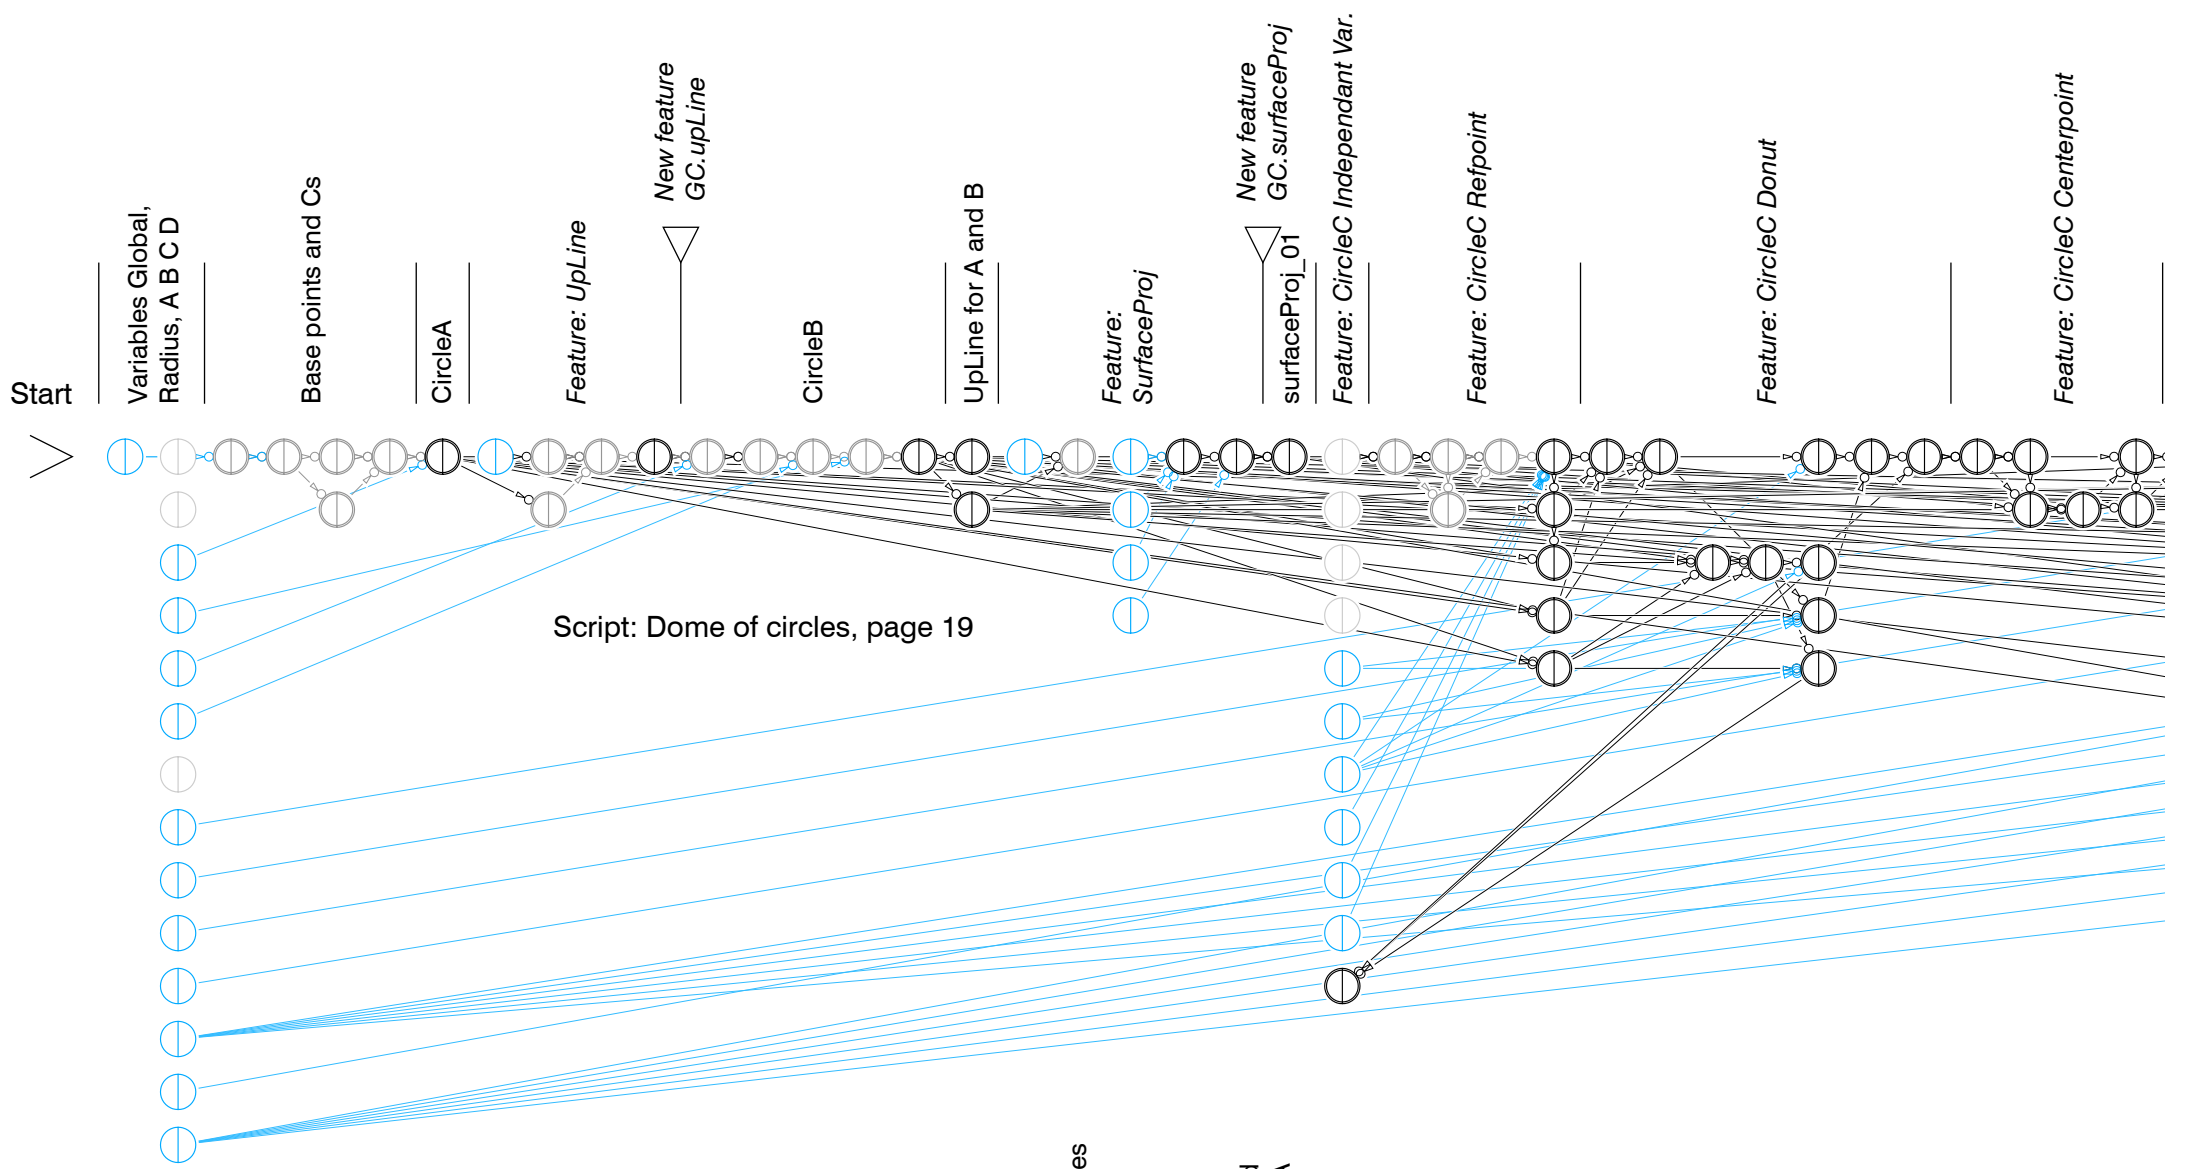 Start
Variables Global,
Radius, A B C D
Base points and Cs
CircleA
Feature: UpLine
New feature
GC.upLine
CircleB
UpLine for A and B
Feature:
SurfaceProj
New feature
GC.surfaceProj
surfaceProj_01
Feature: CircleC Independant Var.
Feature: CircleC Refpoint
Feature: CircleC Donut
Feature: CircleC Centerpoint
Script: Dome of circles, page 19
es